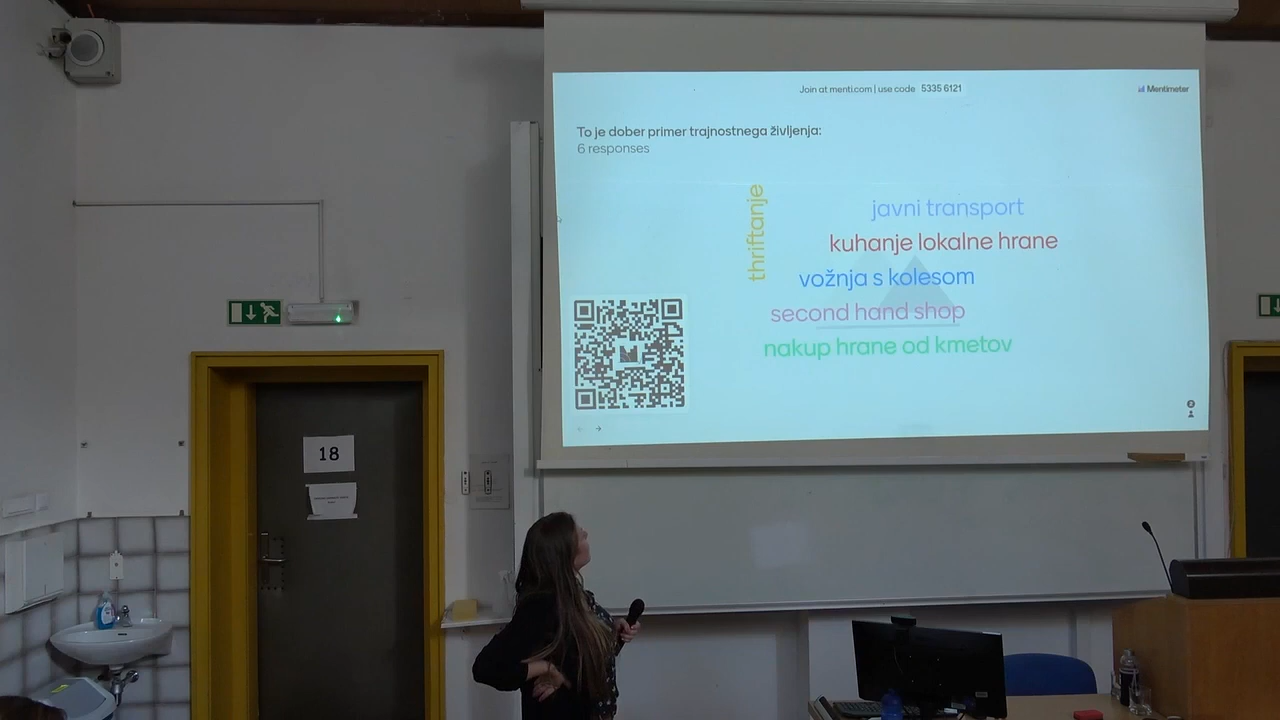 Join at menti.com | use code 5335 6121
Mentimeter
To je dober primer trajnostnega življenja:
6 responses
thriftanje
javni transport
kuhanje lokalne hrane
vožnja s kolesom
second hand shop
nakup hrane od kmetov
18